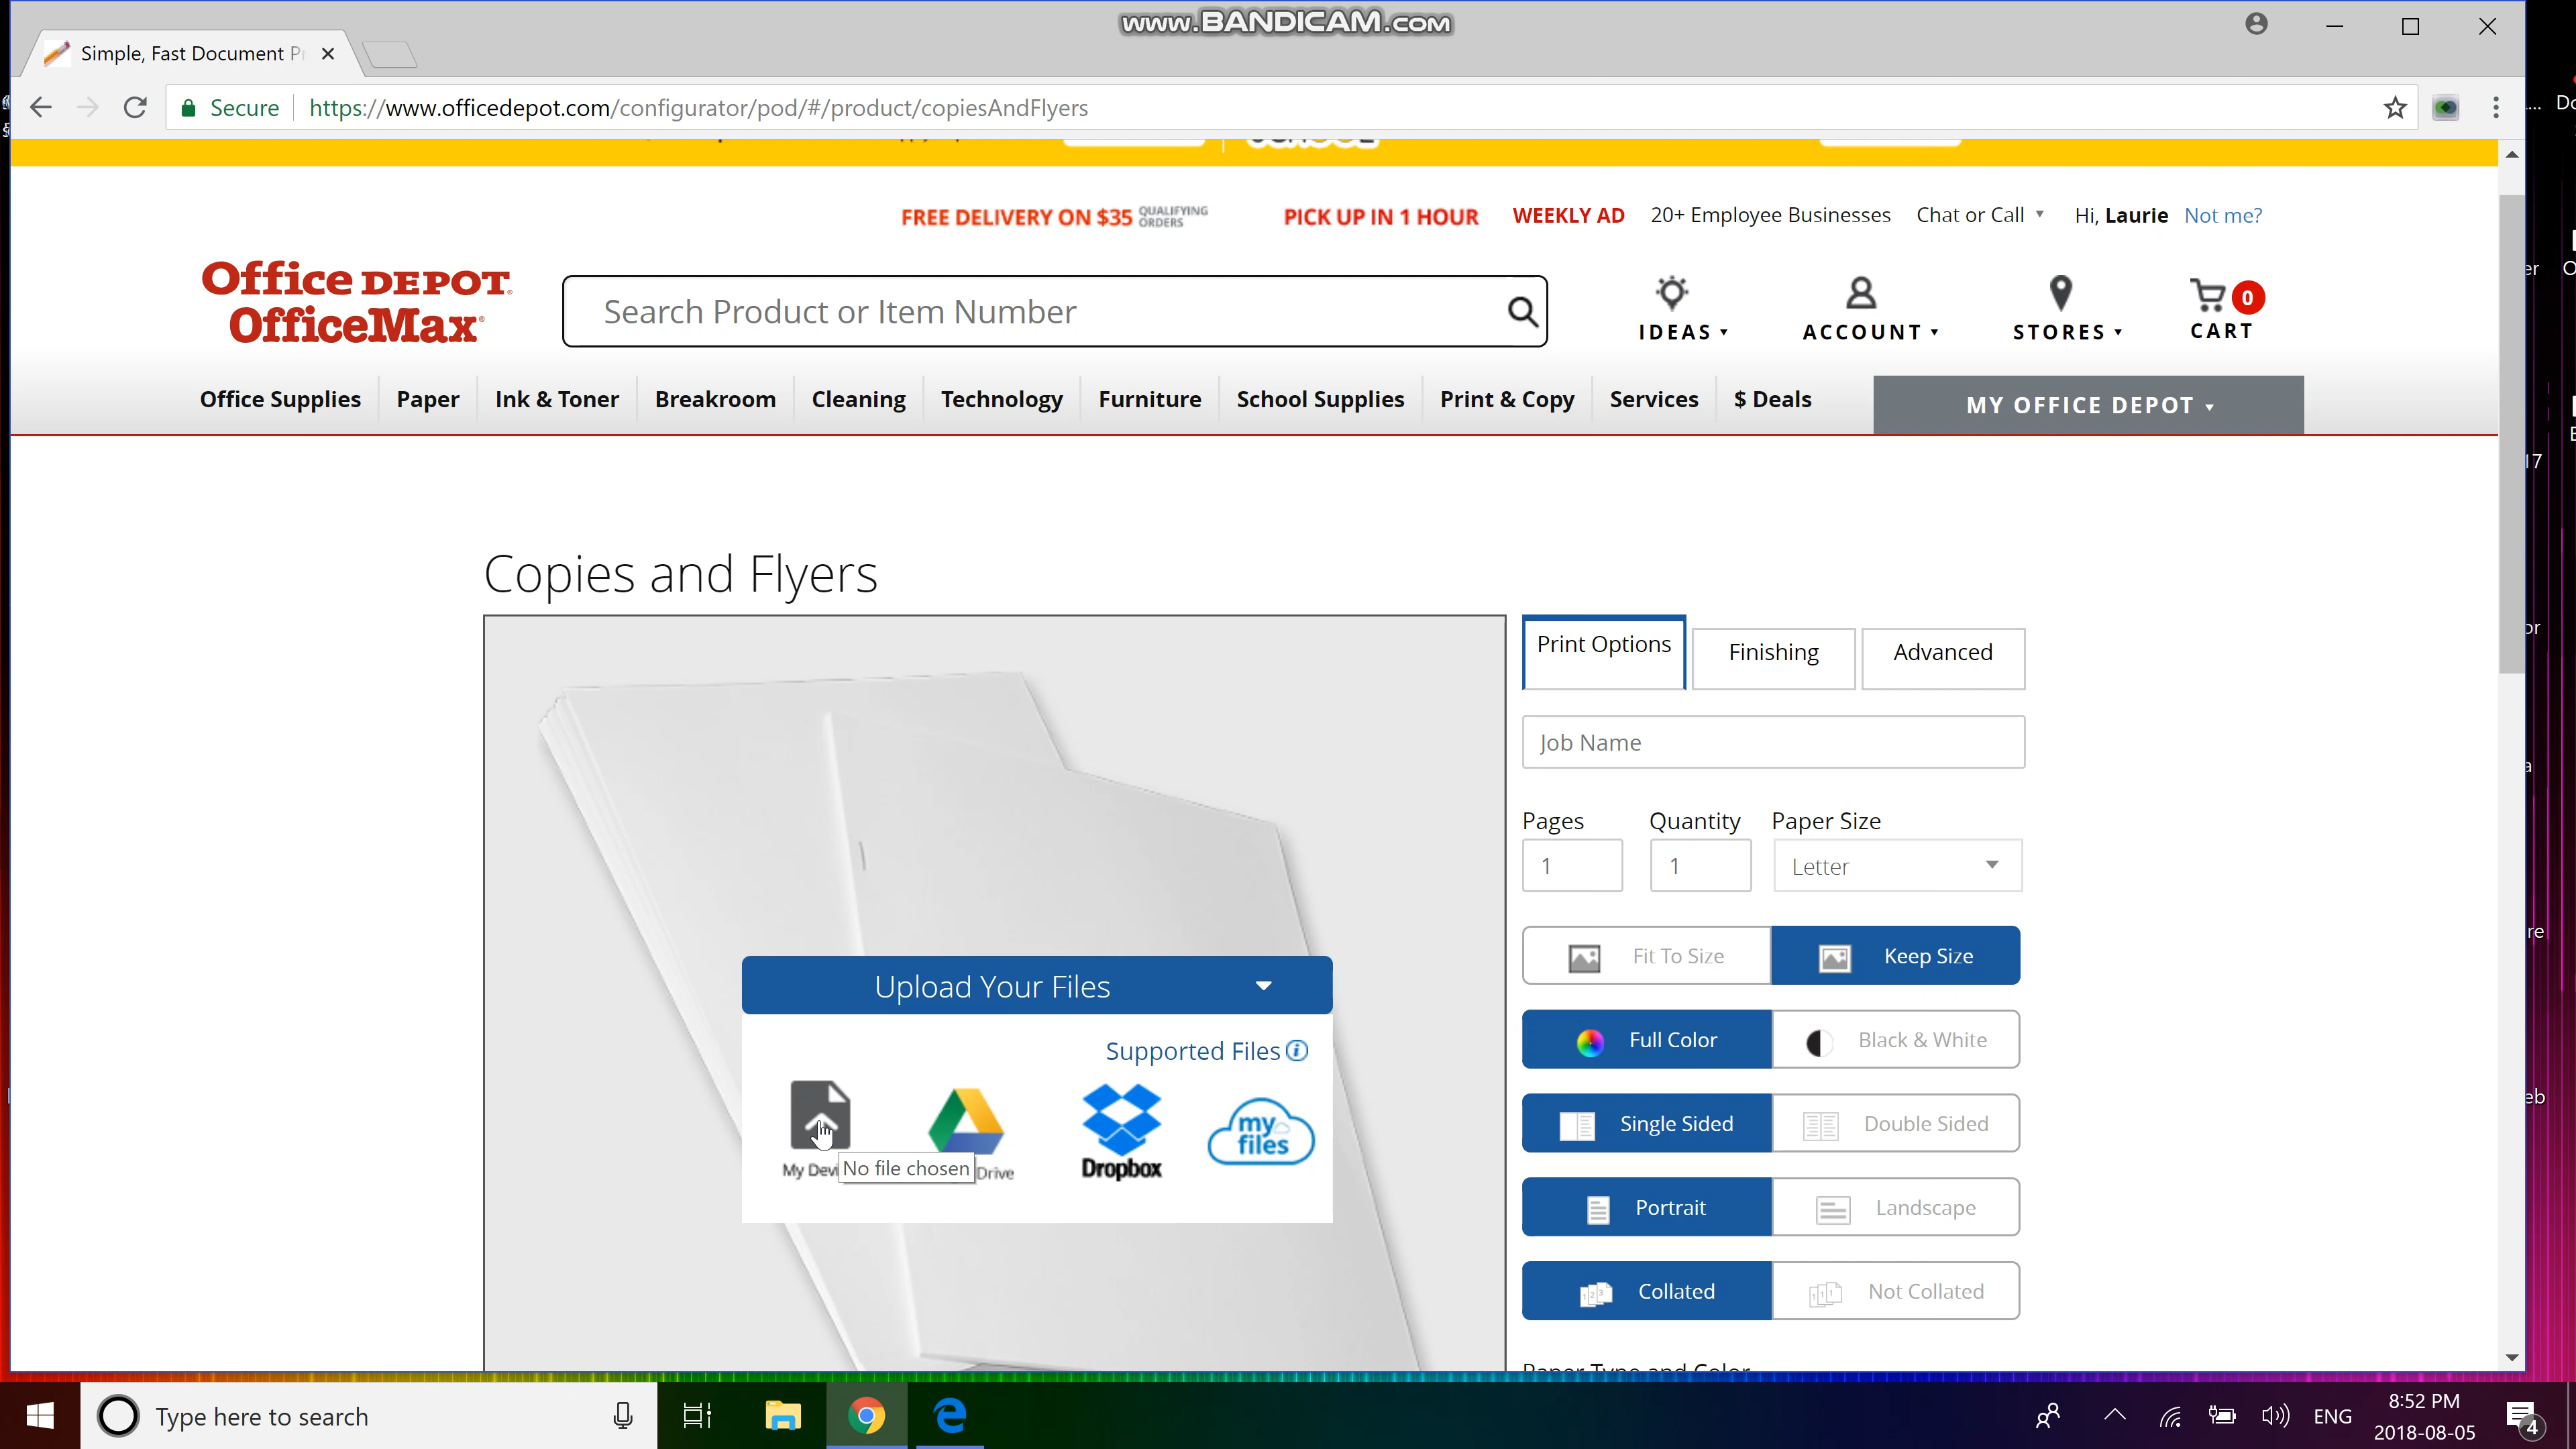 www.BANDICAM.com
Simple, Fast Document Pr
Secure https://www.officedepot.com/configurator/pod/#/product/copiesAndFlyers
FREE DELIVERY ON $35 QUALIFYING ORDERS PICK UP IN 1 HOUR WEEKLY AD 20+ Employee Businesses Chat or Call Hi, Laurie Not me?
Office DEPOT
OfficeMax
Search Product or Item Number
IDEAS ACCOUNT STORES CART 0
Office Supplies Paper Ink & Toner Breakroom Cleaning Technology Furniture School Supplies Print & Copy Services $ Deals MY OFFICE DEPOT
Copies and Flyers
Print Options Finishing Advanced
Job Name
Pages Quantity Paper Size
1 1 Letter
Fit To Size Keep Size
Upload Your Files
Full Color Black & White
Supported Files
Single Sided Double Sided
my files
Dropbox
My Devi No file chosen Drive
Portrait Landscape
Collated Not Collated
Paper Type and Color
Type here to search
ENG
8:52 PM
2018-08-05
4